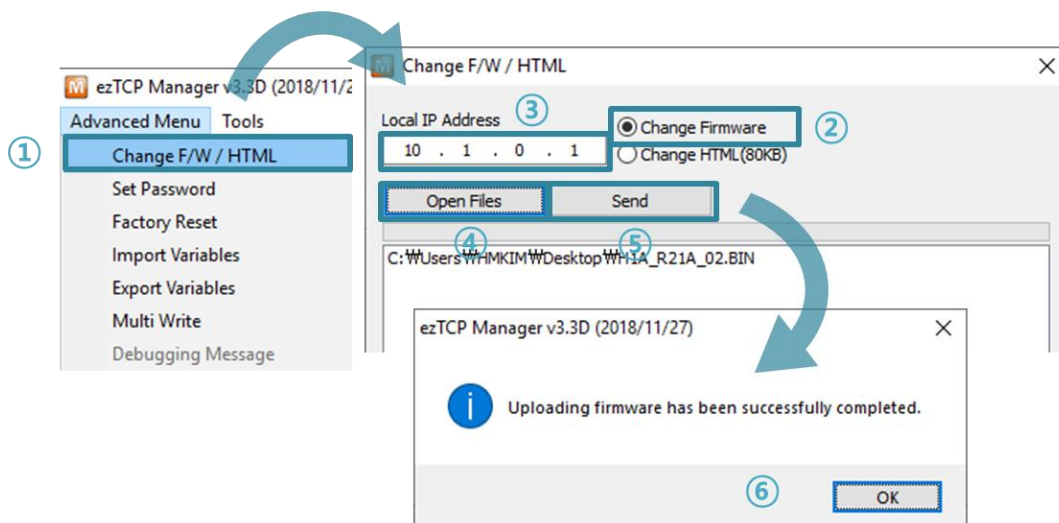 ezTCP Manager v3.3D (2018/11/2
Advanced Menu Tools
①
Change F/W / HTML
Set Password
Factory Reset
Import Variables
Export Variables
Multi Write
Debugging Message
Change F/W / HTML
Local IP Address
③
10 . 1 . 0 . 1
Change Firmware
②
Change HTML(80KB)
Open Files
Send
④
⑤
C:₩Users₩HMKIM₩Desktop₩H1A_R21A_02.BIN
ezTCP Manager v3.3D (2018/11/27)
Uploading firmware has been successfully completed.
⑥
OK